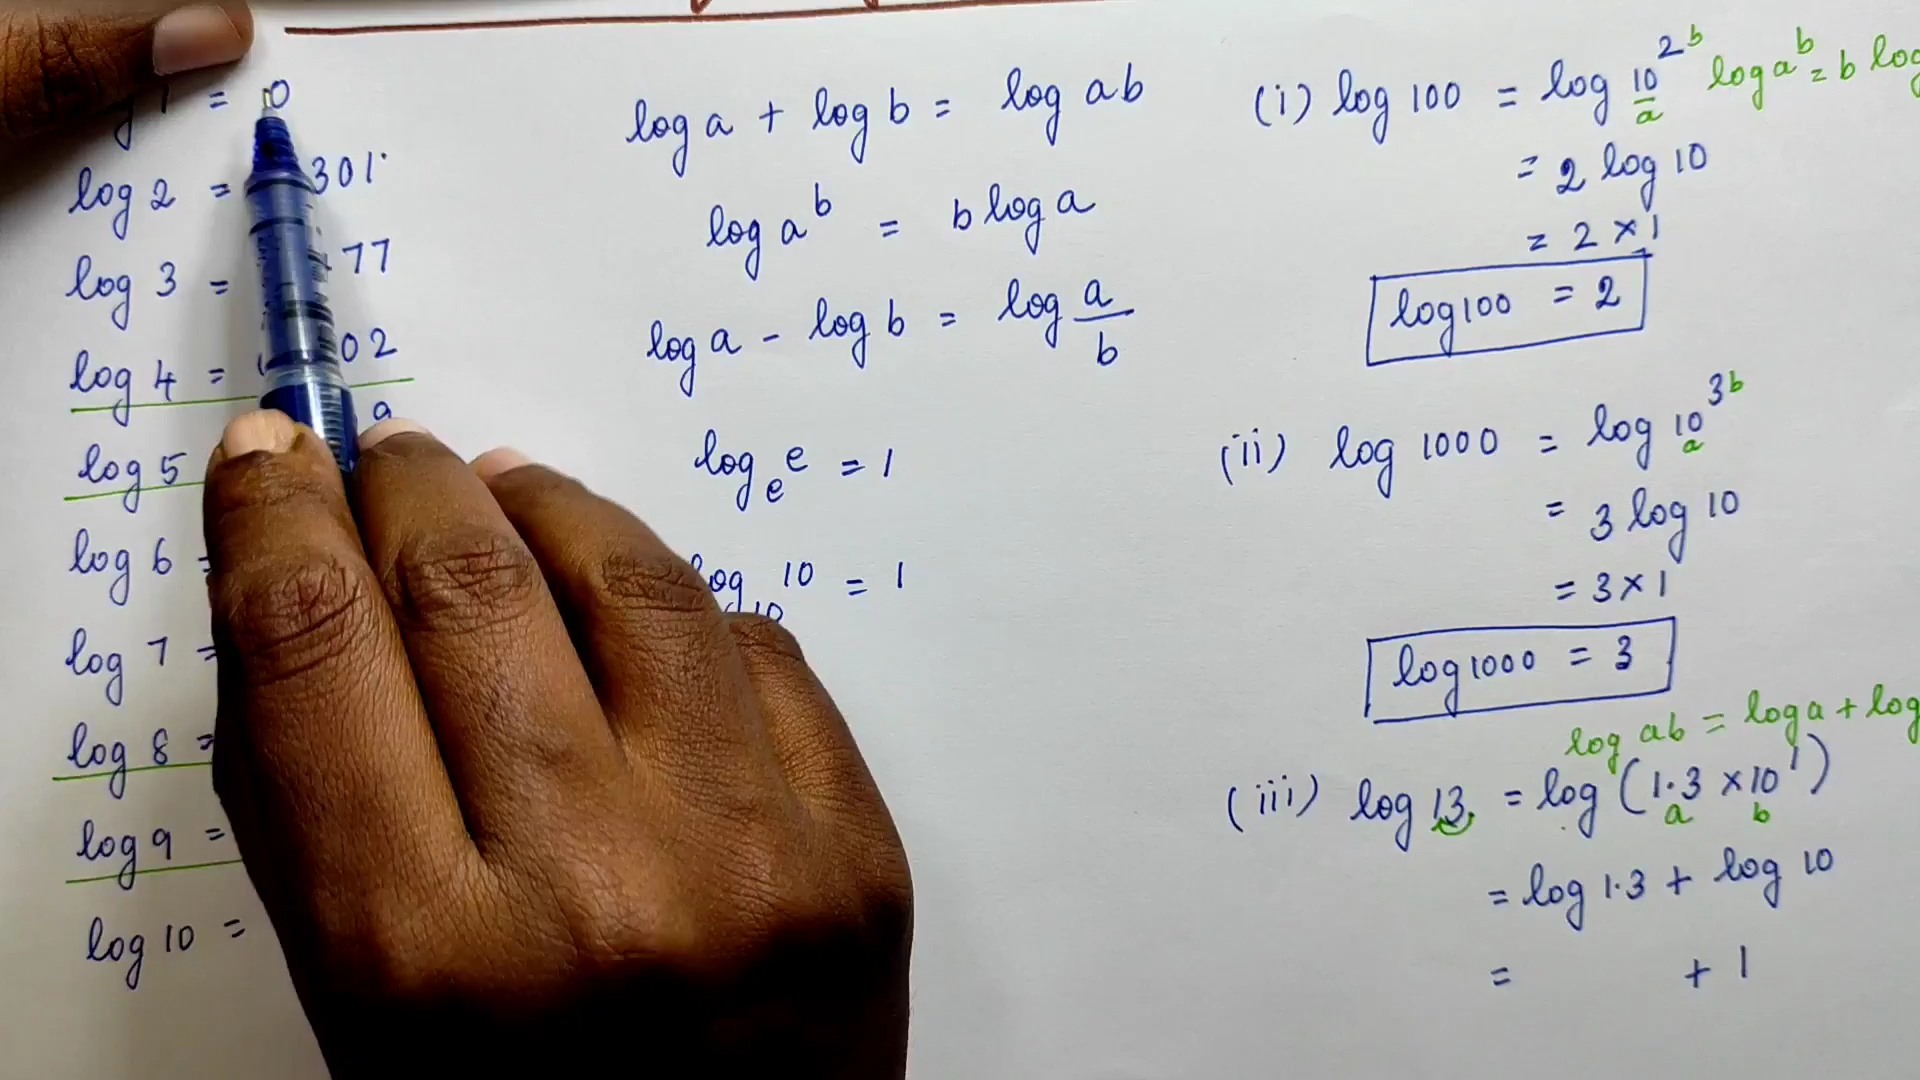 1 = 0
log 2 = 301
log 3 = 77
log 4 = 02
log 5 9
log 6 =
log 7 =
log 8 =
log 9 =
log 10 =
log a + log b = log ab
log a^b = b log a
log a - log b = log a/b
log_e e = 1
log_10 10 = 1
(i) log 100 = log 10^2 b log a^b = b log
a
= 2 log 10
= 2 × 1
log 100 = 2
(ii) log 1000 = log 10^3 b
a
= 3 log 10
= 3 × 1
log 1000 = 3
log ab = log a + log
(iii) log 13. = log (1.3 × 10^1)
a b
= log 1.3 + log 10
= + 1